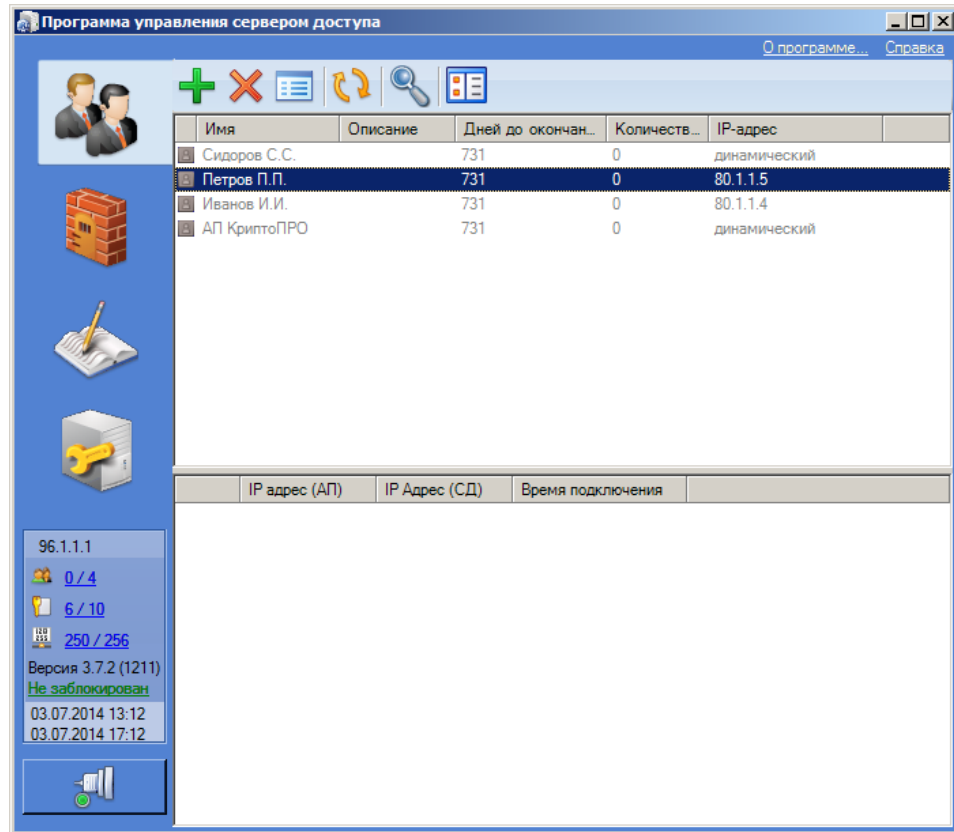 Программа управления сервером доступа
О программе... Справка
Имя Описание Дней до окончан... Количеств... IP-адрес
Сидоров С.С. 731 0 динамический
Петров П.П. 731 0 80.1.1.5
Иванов И.И. 731 0 80.1.1.4
АП КриптоПРО 731 0 динамический
IP адрес (АП) IP Адрес (СД) Время подключения
96.1.1.1
0 / 4
6 / 10
250 / 256
Версия 3.7.2 (1211)
Не заблокирован
03.07.2014 13:12
03.07.2014 17:12